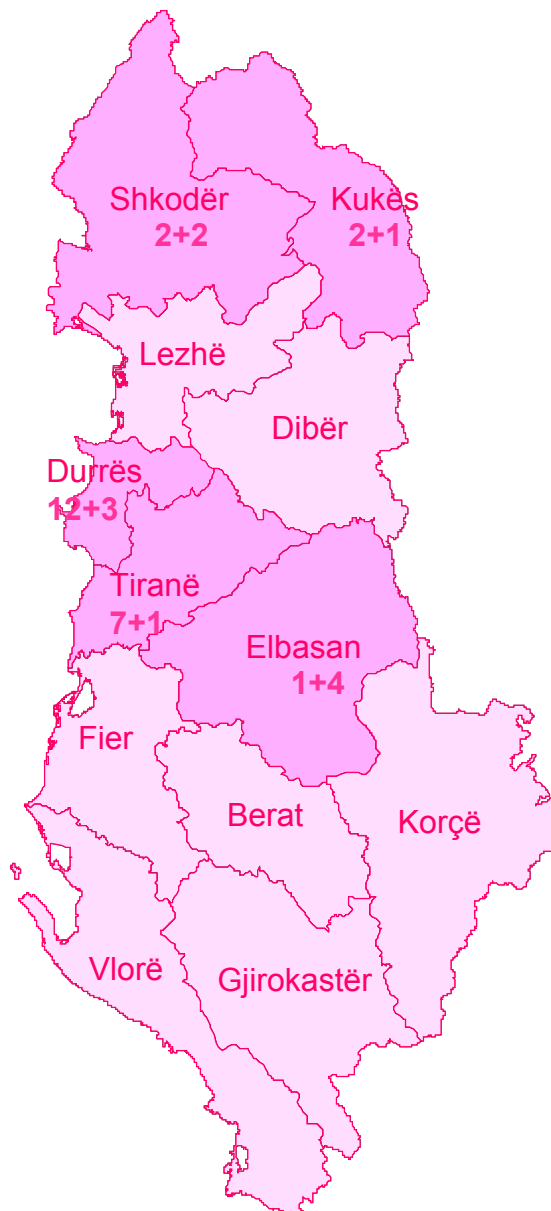 Shkodër
2+2
Kukës
2+1
Lezhë
Dibër
Durrës
12+3
Tiranë
7+1
Elbasan
1+4
Fier
Berat
Korçë
Vlorë
Gjirokastër